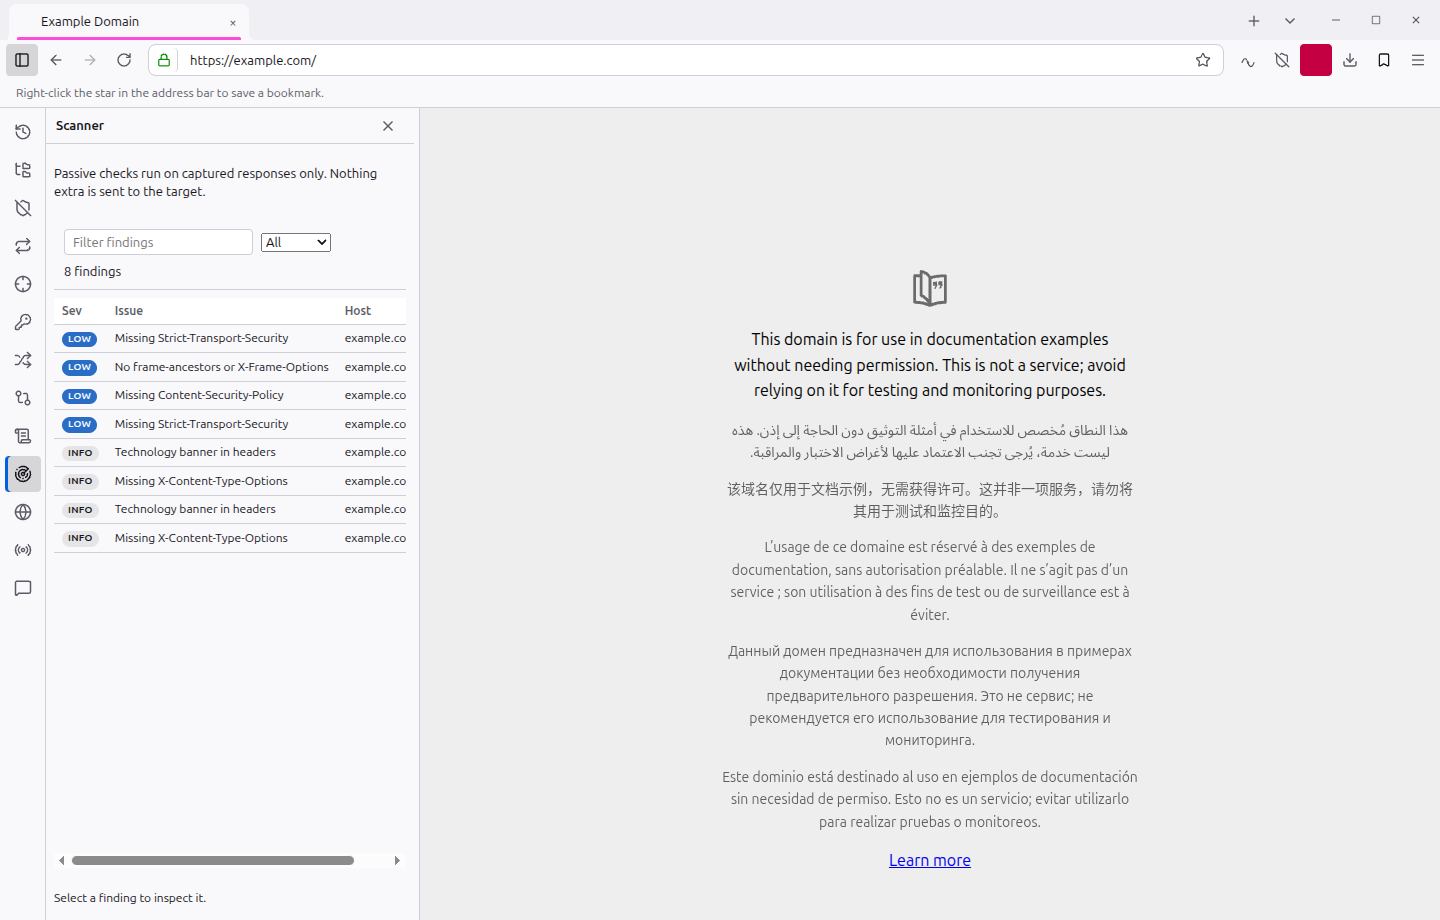 Example Domain
https://example.com/
Right-click the star in the address bar to save a bookmark.
Scanner
Passive checks run on captured responses only. Nothing
extra is sent to the target.
Filter findings
All
8 findings
Sev Issue Host
LOW Missing Strict-Transport-Security example.co
LOW No frame-ancestors or X-Frame-Options example.co
LOW Missing Content-Security-Policy example.co
LOW Missing Strict-Transport-Security example.co
INFO Technology banner in headers example.co
INFO Missing X-Content-Type-Options example.co
INFO Technology banner in headers example.co
INFO Missing X-Content-Type-Options example.co
Select a finding to inspect it.
This domain is for use in documentation examples
without needing permission. This is not a service; avoid
relying on it for testing and monitoring purposes.
هذا النطاق مُخصص للاستخدام في أمثلة التوثيق دون الحاجة إلى إذن. هذه
ليست خدمة، يُرجى تجنب الاعتماد عليها لأغراض الاختبار والمراقبة.
该域名仅用于文档示例，无需获得许可。这并非一项服务，请勿将
其用于测试和监控目的。
L’usage de ce domaine est réservé à des exemples de
documentation, sans autorisation préalable. Il ne s’agit pas d’un
service ; son utilisation à des fins de test ou de surveillance est à
éviter.
Данный домен предназначен для использования в примерах
документации без необходимости получения
предварительного разрешения. Это не сервис; не
рекомендуется его использование для тестирования и
мониторинга.
Este dominio está destinado al uso en ejemplos de documentación
sin necesidad de permiso. Esto no es un servicio; evitar utilizarlo
para realizar pruebas o monitoreos.
Learn more